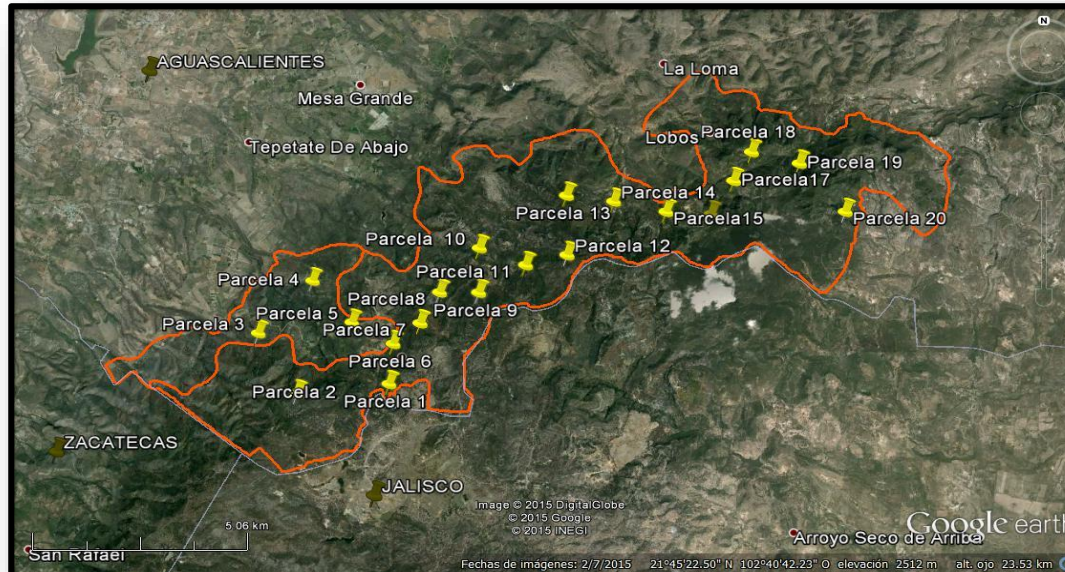 N
AGUASCALIENTES
La Loma
Mesa Grande
Tepetate De Abajo
Lobos
Parcela 18
Parcela 19
Parcela17
Parcela 14
Parcela 13
Parcela15
Parcela 20
Parcela  10
Parcela 12
Parcela 11
Parcela 4
Parcela8
Parcela 9
Parcela 5
Parcela 3
Parcela 7
Parcela 6
Parcela 2
Parcela 1
ZACATECAS
JALISCO
Image © 2015 DigitalGlobe
© 2015 Google
© 2015 INEGI
5.06 km
Google earth
San Rafael
Arroyo Seco de Arriba
Fechas de imágenes: 2/7/2015 21°45'22.50" N 102°40'42.23" O elevación 2512 m alt. ojo 23.53 km